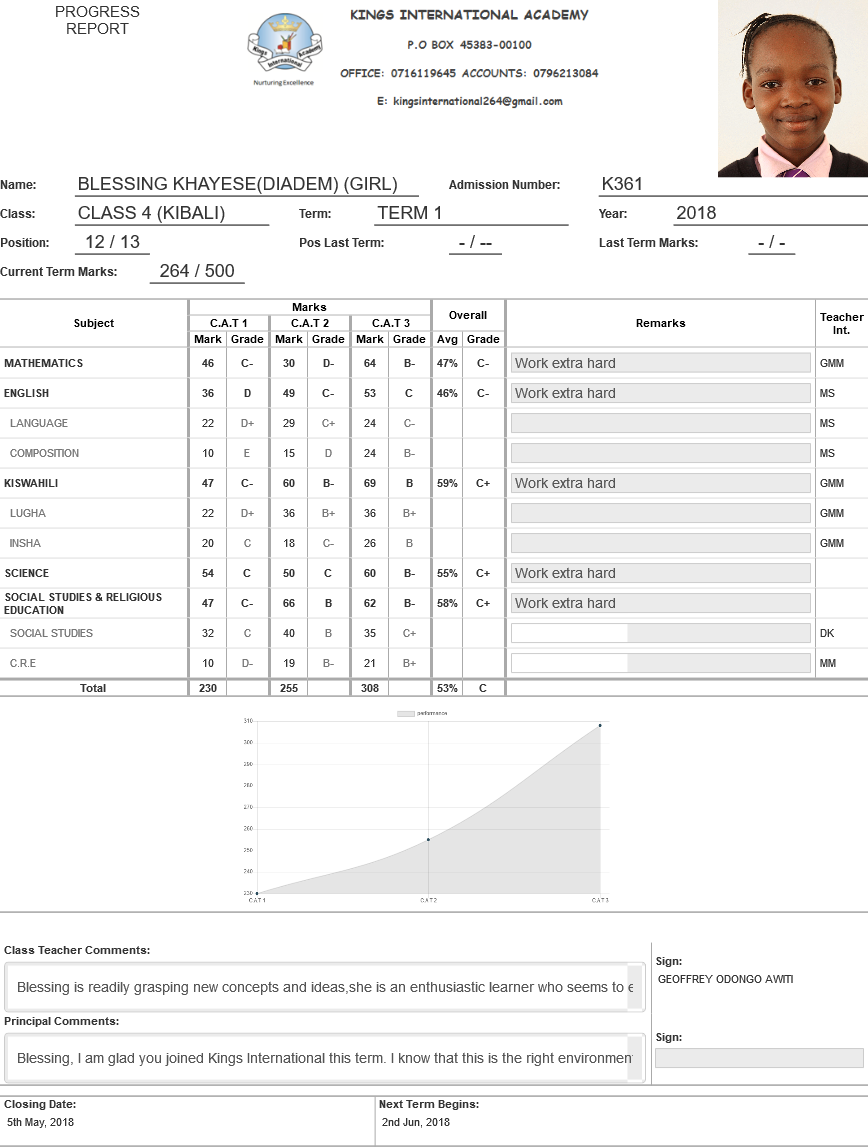 PROGRESS
REPORT
Kings International Academy
Nurturing Excellence
KINGS INTERNATIONAL ACADEMY
P.O BOX 45383-00100
OFFICE: 0716119645 ACCOUNTS: 0796213084
E: kingsinternational264@gmail.com
Name: BLESSING KHAYESE(DIADEM) (GIRL) Admission Number: K361
Class: CLASS 4 (KIBALI) Term: TERM 1 Year: 2018
Position: 12 / 13 Pos Last Term: - / -- Last Term Marks: - / -
Current Term Marks: 264 / 500
Subject Marks Overall Remarks Teacher Int.
C.A.T 1 C.A.T 2 C.A.T 3
Mark Grade Mark Grade Mark Grade Avg Grade
MATHEMATICS 46 C- 30 D- 64 B- 47% C- Work extra hard GMM
ENGLISH 36 D 49 C- 53 C 46% C- Work extra hard MS
LANGUAGE 22 D+ 29 C+ 24 C- MS
COMPOSITION 10 E 15 D 24 B- MS
KISWAHILI 47 C- 60 B- 69 B 59% C+ Work extra hard GMM
LUGHA 22 D+ 36 B+ 36 B+ GMM
INSHA 20 C 18 C- 26 B GMM
SCIENCE 54 C 50 C 60 B- 55% C+ Work extra hard
SOCIAL STUDIES & RELIGIOUS
EDUCATION 47 C- 66 B 62 B- 58% C+ Work extra hard
SOCIAL STUDIES 32 C 40 B 35 C+ DK
C.R.E 10 D- 19 B- 21 B+ MM
Total 230 255 308 53% C
performance
310
300
290
280
270
260
250
240
230
CAT1 CAT2 CAT3
Class Teacher Comments:
Blessing is readily grasping new concepts and ideas,she is an enthusiastic learner who seems to e
Sign:
GEOFFREY ODONGO AWITI
Principal Comments:
Blessing, I am glad you joined Kings International this term. I know that this is the right environmen
Sign:
Closing Date: Next Term Begins:
5th May, 2018 2nd Jun, 2018